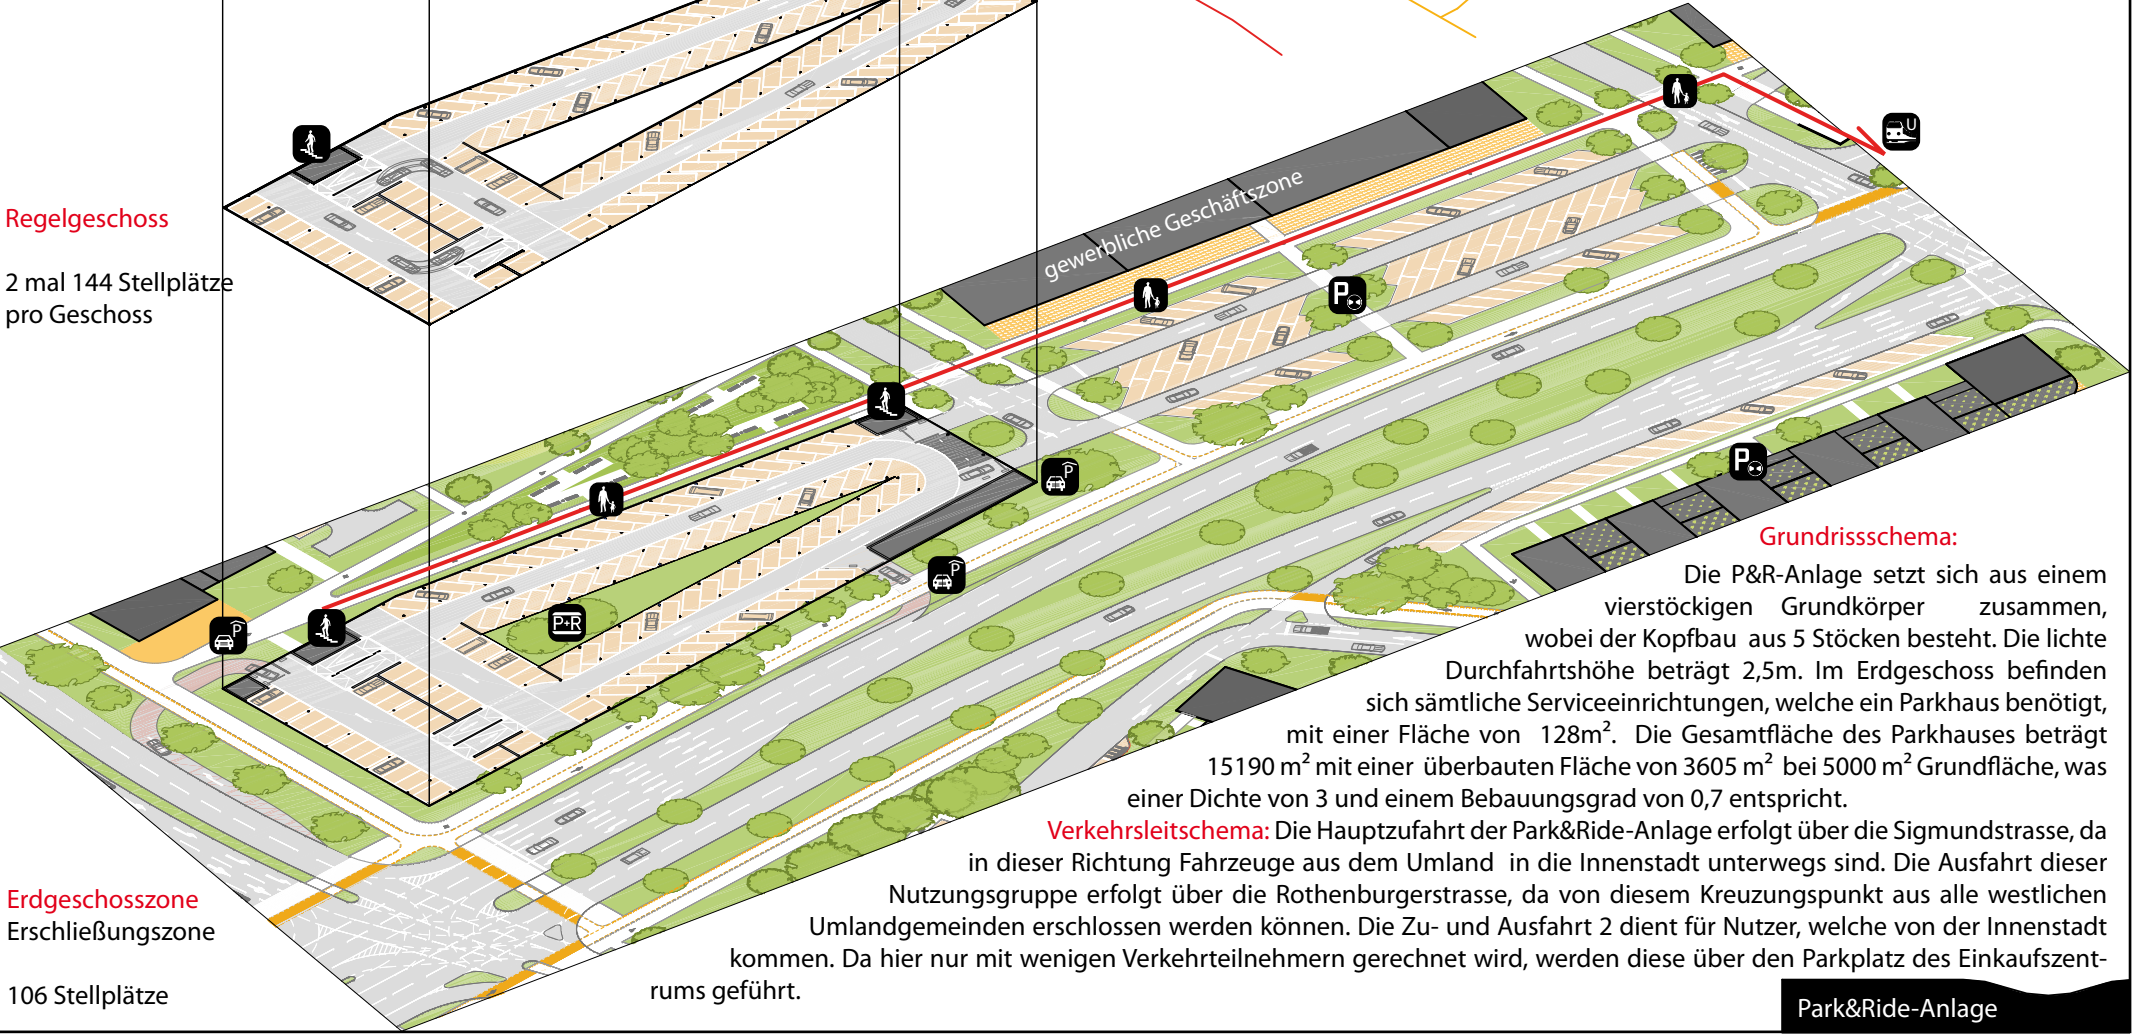 Regelgeschoss
2 mal 144 Stellplätze
pro Geschoss
U
gewerbliche Geschäftszone
P
P
P
P
P
P+R
Grundrissschema:
Die P&R-Anlage setzt sich aus einem
vierstöckigen Grundkörper zusammen,
wobei der Kopfbau aus 5 Stöcken besteht. Die lichte
Durchfahrtshöhe beträgt 2,5m. Im Erdgeschoss befinden
sich sämtliche Serviceeinrichtungen, welche ein Parkhaus benötigt,
mit einer Fläche von 128m². Die Gesamtfläche des Parkhauses beträgt
15190 m² mit einer überbauten Fläche von 3605 m² bei 5000 m² Grundfläche, was
einer Dichte von 3 und einem Bebauungsgrad von 0,7 entspricht.
Verkehrsleitschema: Die Hauptzufahrt der Park&Ride-Anlage erfolgt über die Sigmundstrasse, da
in dieser Richtung Fahrzeuge aus dem Umland in die Innenstadt unterwegs sind. Die Ausfahrt dieser
Nutzungsgruppe erfolgt über die Rothenburgerstrasse, da von diesem Kreuzungspunkt aus alle westlichen
Umlandgemeinden erschlossen werden können. Die Zu- und Ausfahrt 2 dient für Nutzer, welche von der Innenstadt
kommen. Da hier nur mit wenigen Verkehrteilnehmern gerechnet wird, werden diese über den Parkplatz des Einkaufszent-
rums geführt.
Erdgeschosszone
Erschließungszone
106 Stellplätze
Park&Ride-Anlage